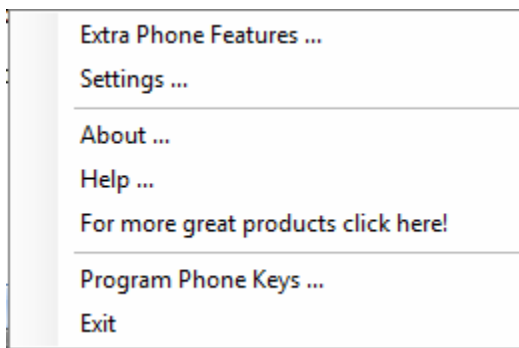 Extra Phone Features ...
Settings ...
About ...
Help ...
For more great products click here!
Program Phone Keys ...
Exit